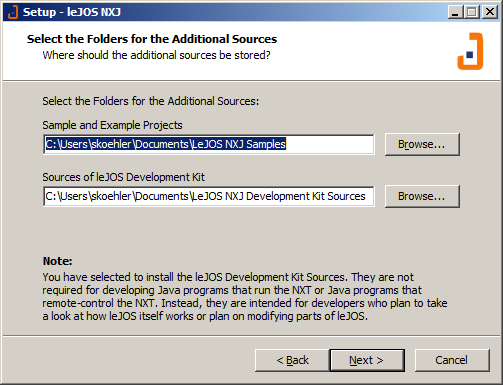 Setup - leJOS NXJ
Select the Folders for the Additional Sources
Where should the additional sources be stored?
Select the Folders for the Additional Sources:
Sample and Example Projects
C:\Users\skoehler\Documents\LeJOS NXJ Samples
Browse...
Sources of leJOS Development Kit
C:\Users\skoehler\Documents\LeJOS NXJ Development Kit Sources
Browse...
Note:
You have selected to install the leJOS Development Kit Sources. They are not
required for developing Java programs that run the NXT or Java programs that
remote-control the NXT. Instead, they are intended for developers who plan to take
a look at how leJOS itself works or plan on modifying parts of leJOS.
< Back
Next >
Cancel